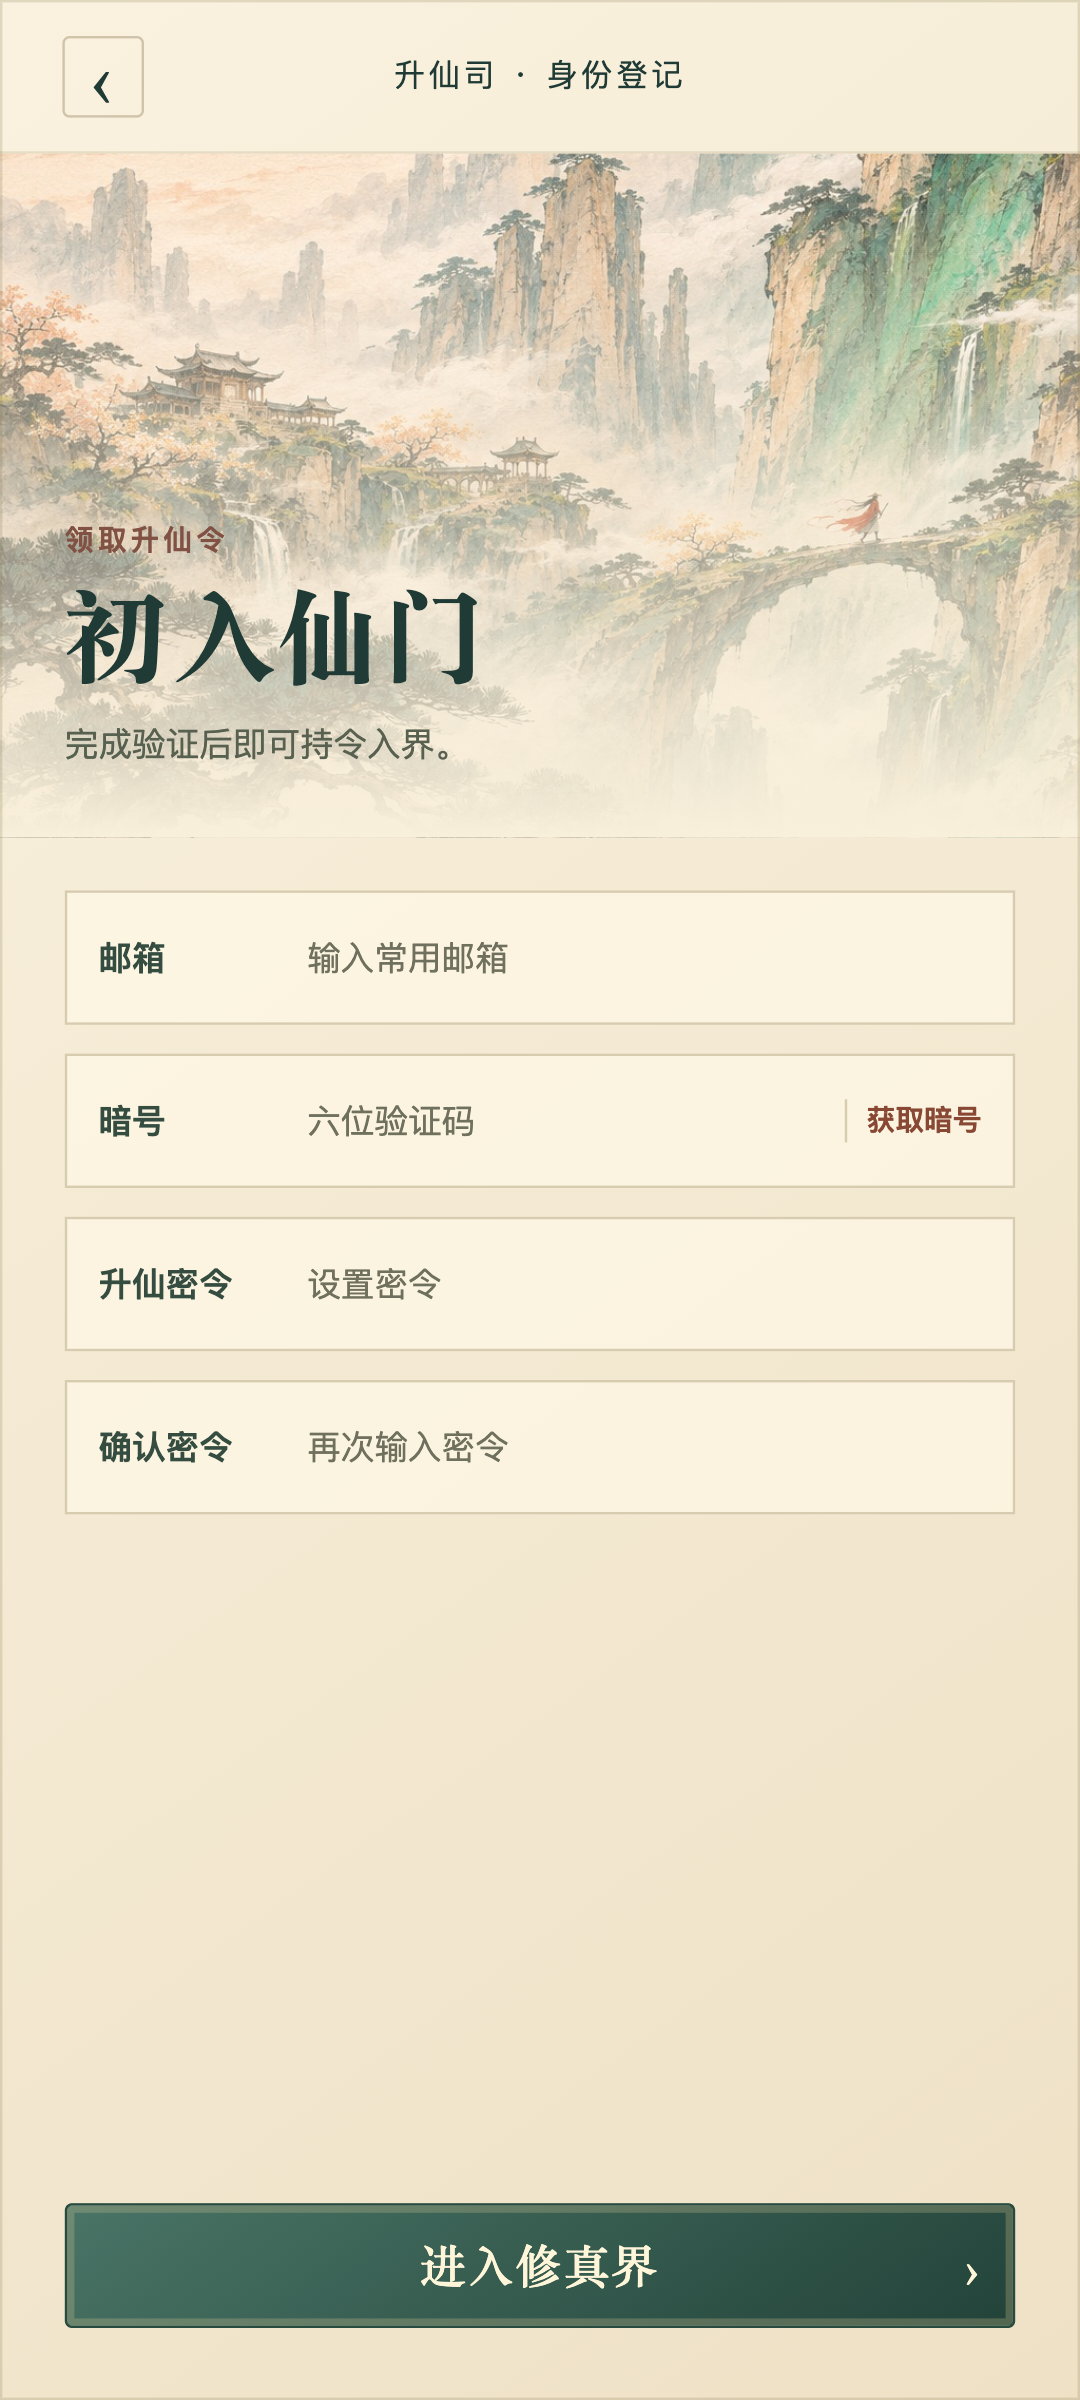 ‹
升仙司 · 身份登记
领取升仙令
初入仙门
完成验证后即可持令入界。
邮箱 输入常用邮箱
暗号 六位验证码 获取暗号
升仙密令 设置密令
确认密令 再次输入密令
进入修真界 ›